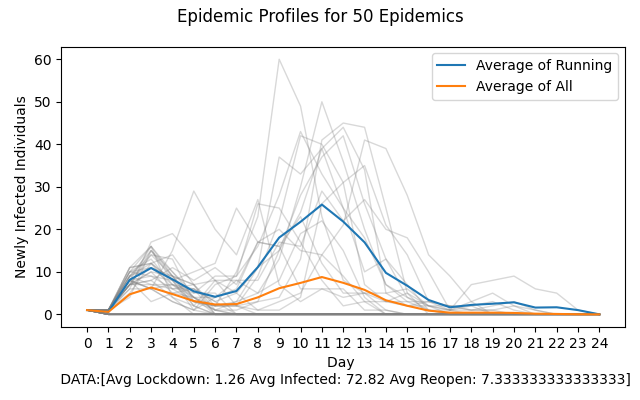 Epidemic Profiles for 50 Epidemics
Newly Infected Individuals
60
50
40
30
20
10
0
Average of Running
Average of All
0 1 2 3 4 5 6 7 8 9 10 11 12 13 14 15 16 17 18 19 20 21 22 23 24
Day
DATA:[Avg Lockdown: 1.26 Avg Infected: 72.82 Avg Reopen: 7.333333333333333]